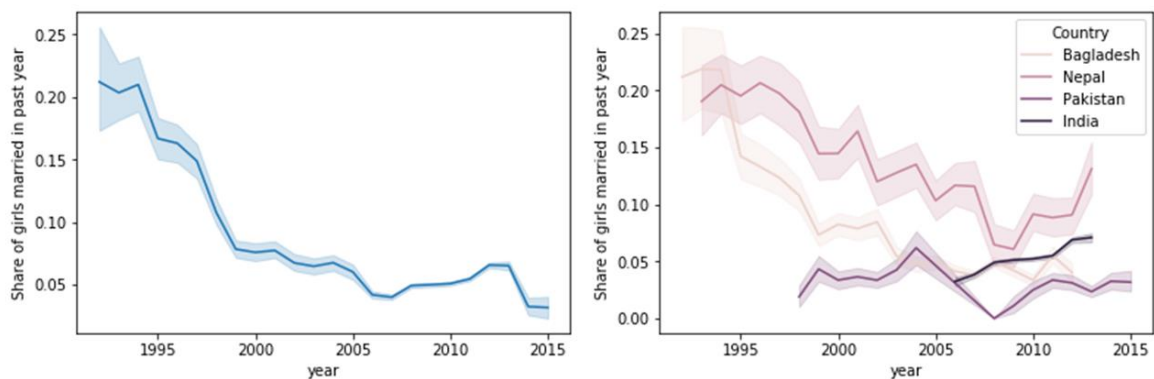 Share of girls married in past year
0.25
0.20
0.15
0.10
0.05
1995 2000 2005 2010 2015
year
Share of girls married in past year
0.25
0.20
0.15
0.10
0.05
0.00
Country
Bagladesh
Nepal
Pakistan
India
1995 2000 2005 2010 2015
year